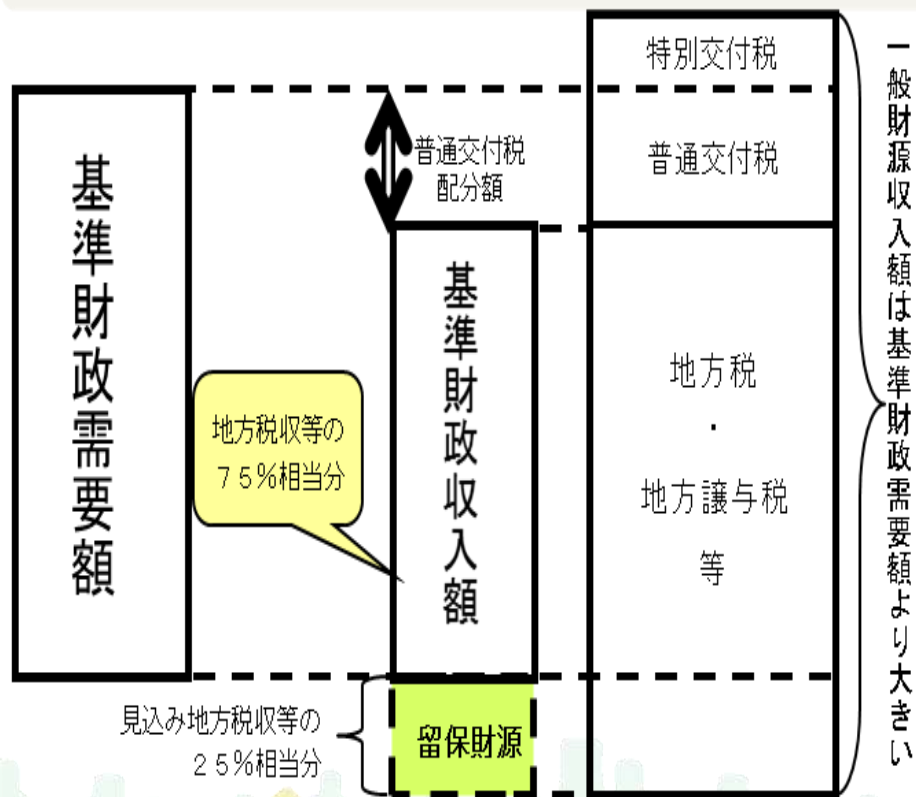 基準財政需要額
普通交付税
配分額
地方税収等の
７５％相当分
基準財政収入額
見込み地方税収等の
２５％相当分
留保財源
特別交付税
普通交付税
地方税
・
地方譲与税
等
一般財源収入額は基準財政需要額より大きい